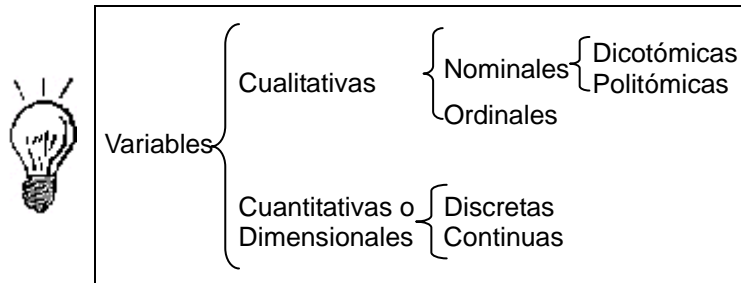 Variables
Cualitativas
Nominales
Dicotómicas
Politómicas
Ordinales
Cuantitativas o
Dimensionales
Discretas
Continuas